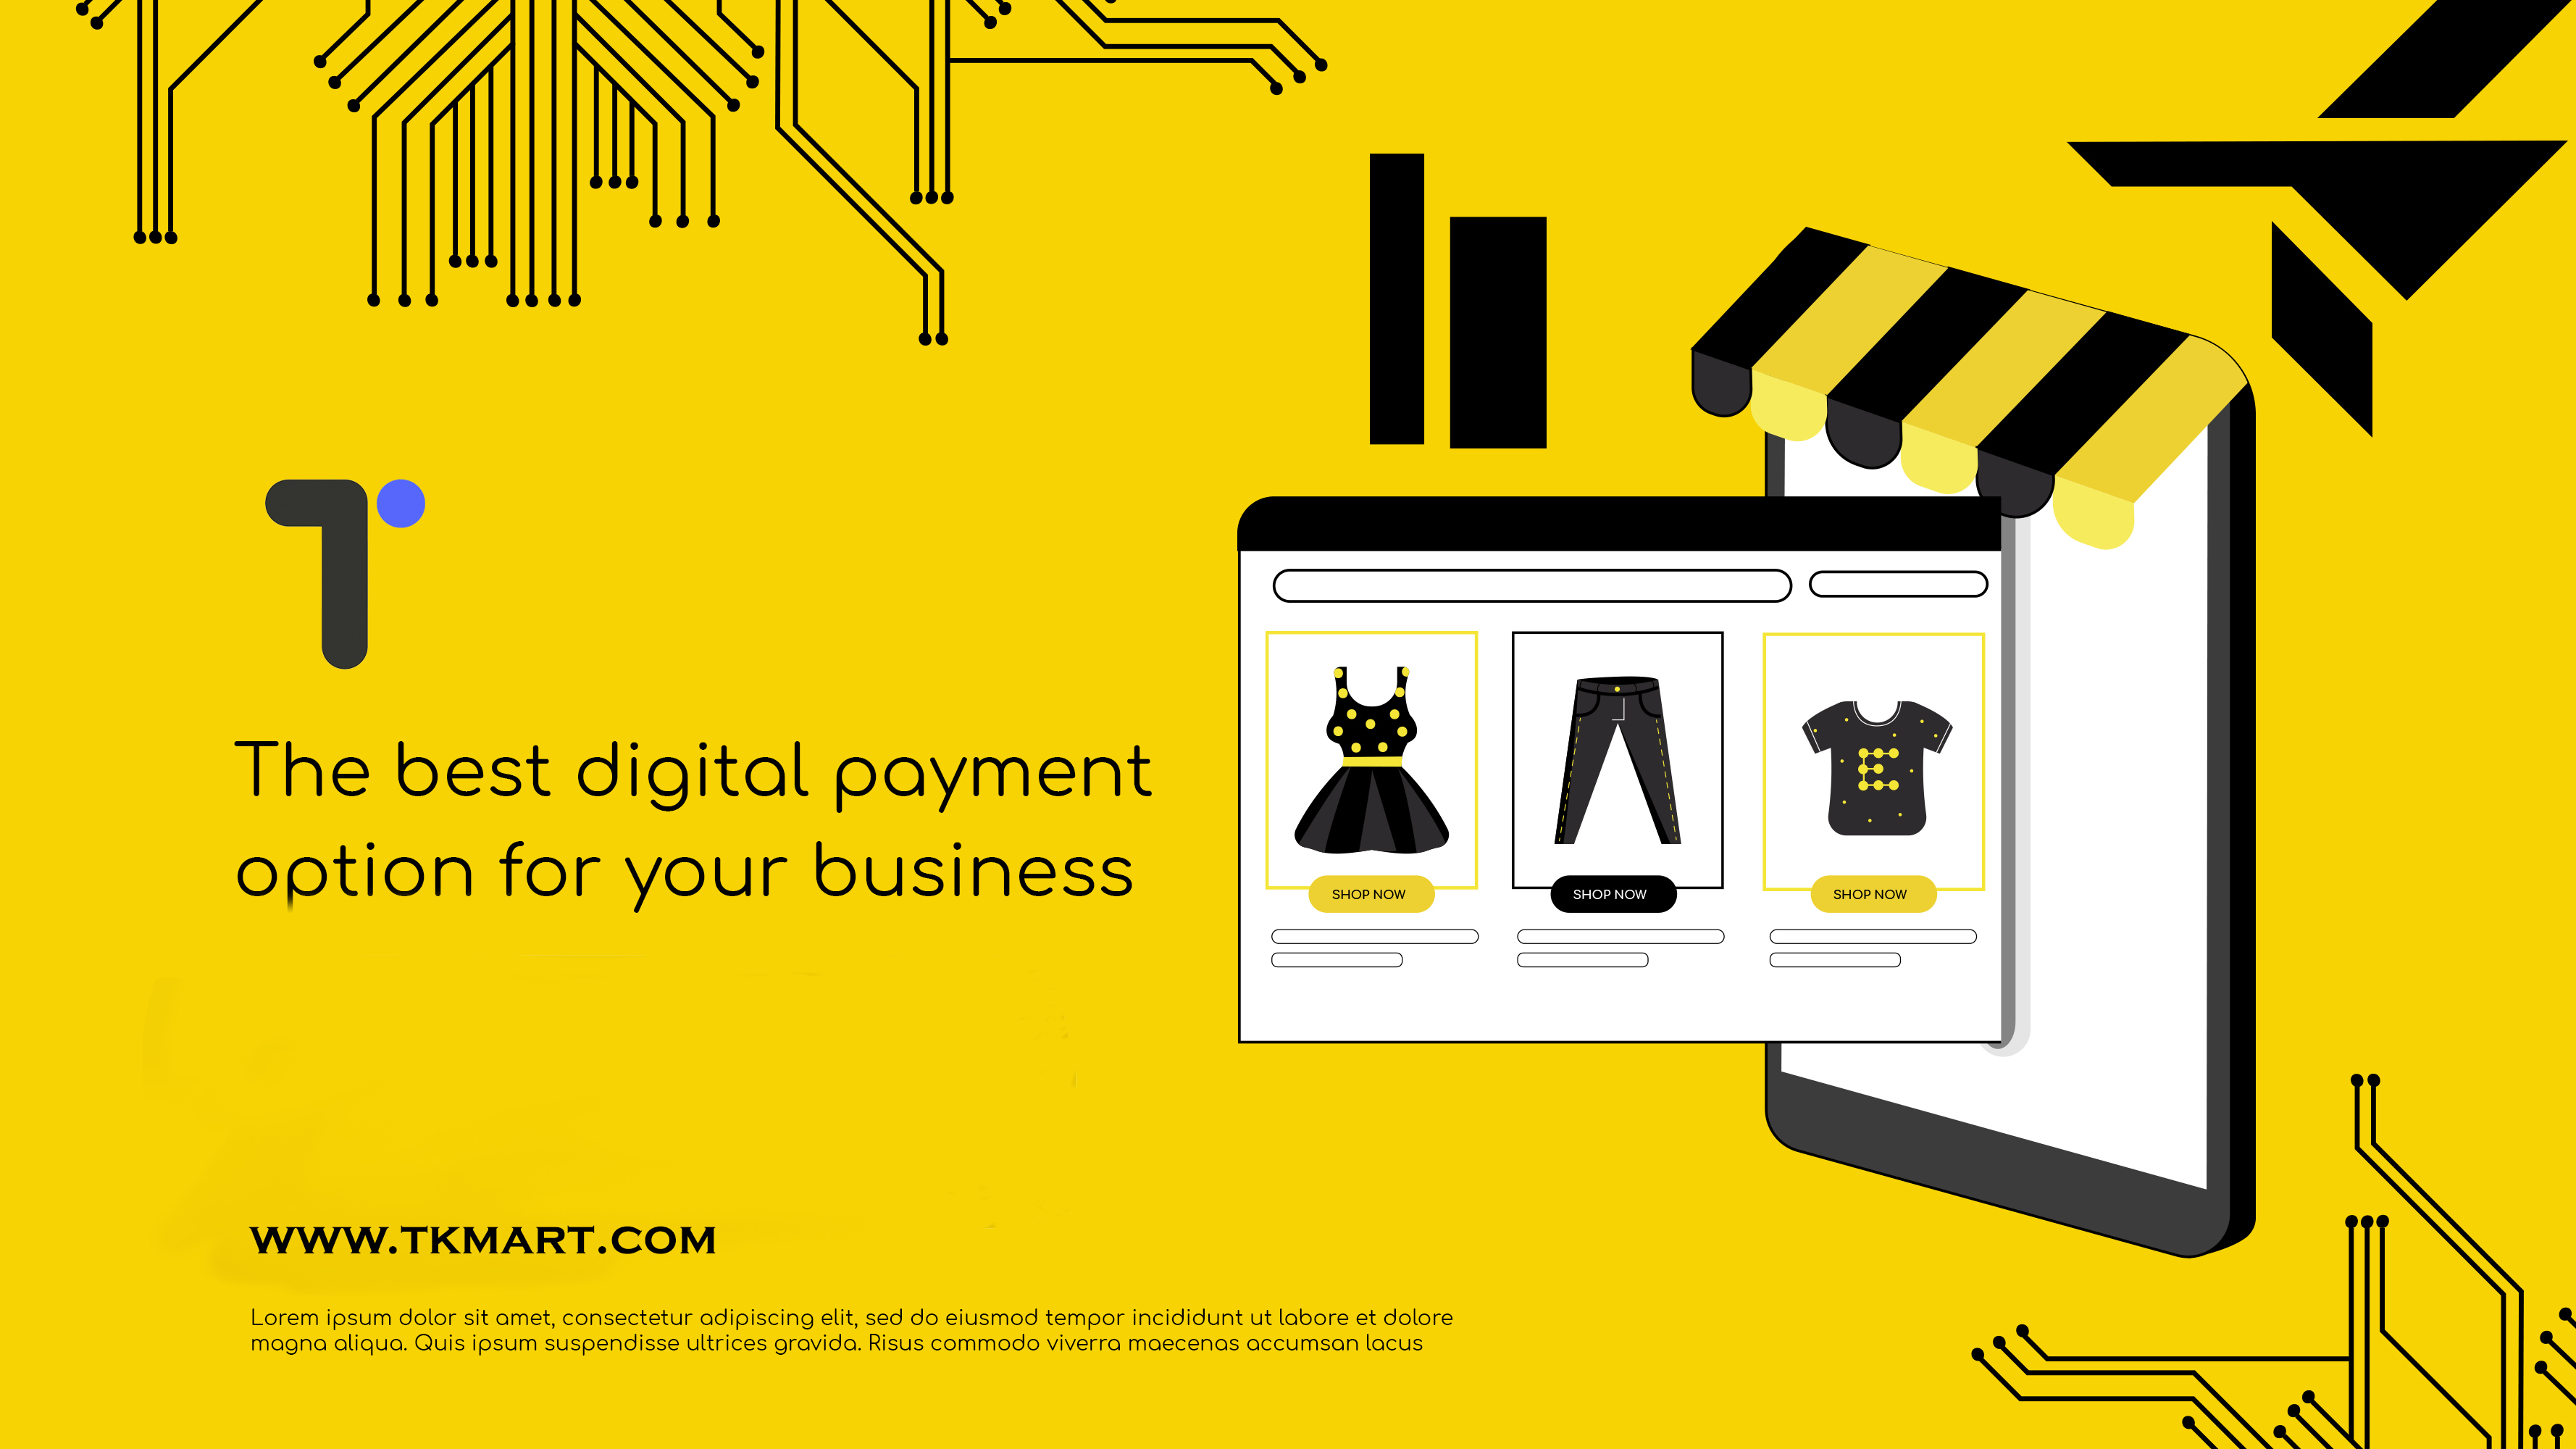 The best digital payment
option for your business
SHOP NOW
SHOP NOW
SHOP NOW
WWW.TKMART.COM
Lorem ipsum dolor sit amet, consectetur adipiscing elit, sed do eiusmod tempor incididunt ut labore et dolore
magna aliqua. Quis ipsum suspendisse ultrices gravida. Risus commodo viverra maecenas accumsan lacus